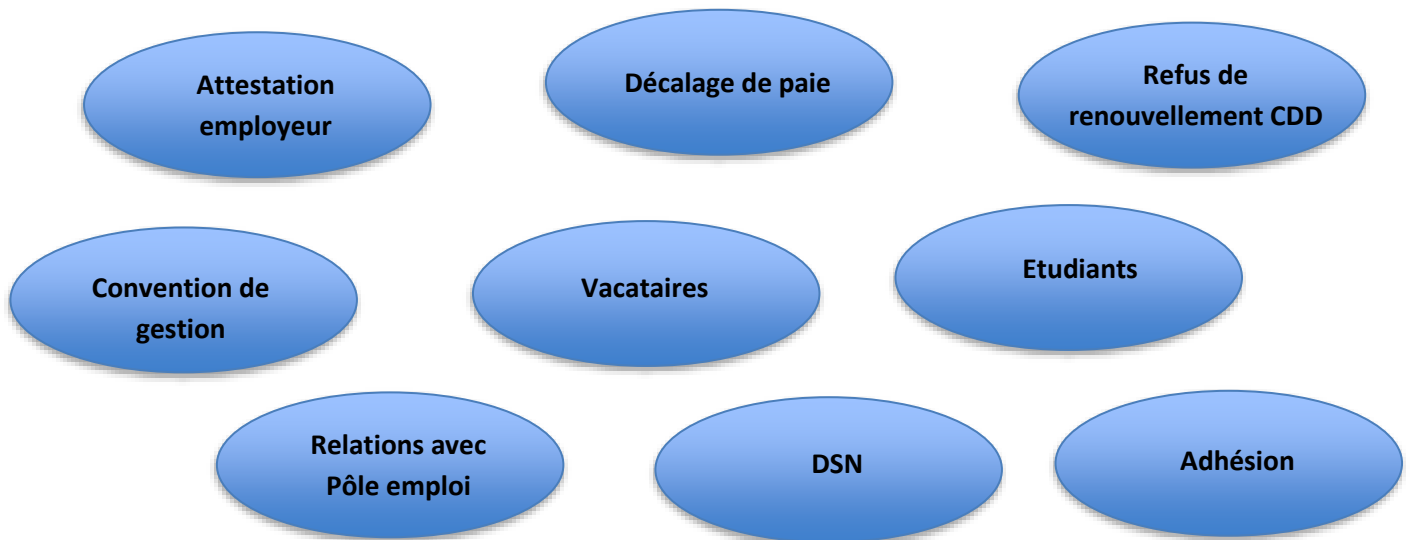 Attestation
employeur
Décalage de paie
Refus de
renouvellement CDD
Convention de
gestion
Vacataires
Etudiants
Relations avec
Pôle emploi
DSN
Adhésion